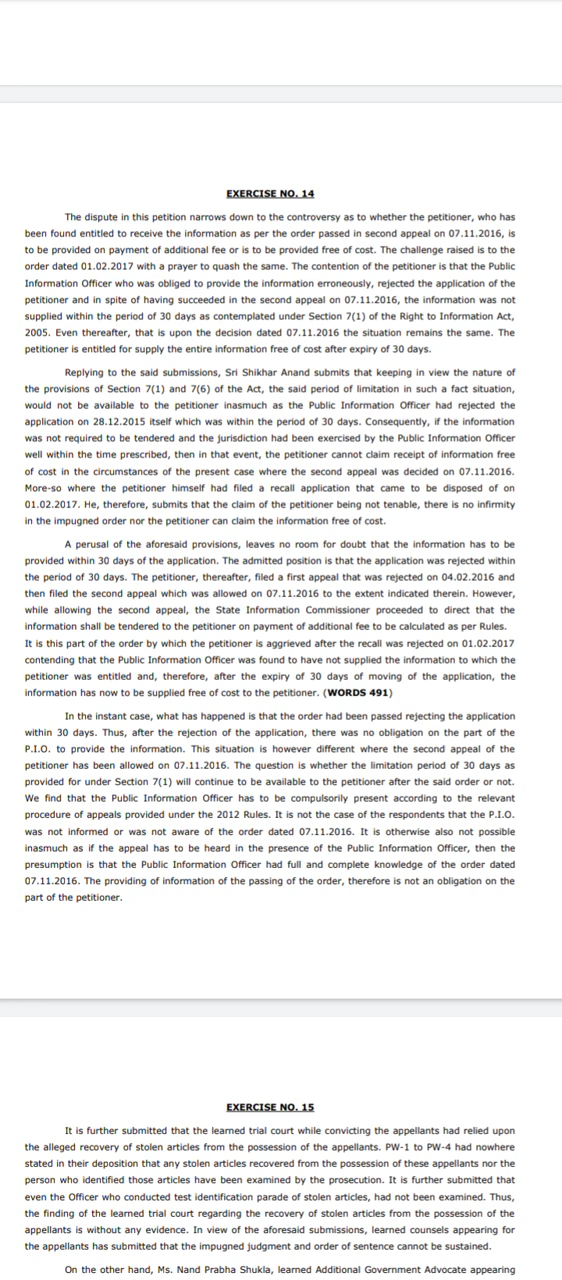 EXERCISE NO. 14
The dispute in this petition narrows down to the controversy as to whether the petitioner, who has
been found entitled to receive the information as per the order passed in second appeal on 07.11.2016, is
to be provided on payment of additional fee or is to be provided free of cost. The challenge raised is to the
order dated 01.02.2017 with a prayer to quash the same. The contention of the petitioner is that the Public
Information Officer who was obliged to provide the information erroneously, rejected the application of the
petitioner and in spite of having succeeded in the second appeal on 07.11.2016, the information was not
supplied within the period of 30 days as contemplated under Section 7(1) of the Right to Information Act,
2005. Even thereafter, that is upon the decision dated 07.11.2016 the situation remains the same. The
petitioner is entitled for supply the entire information free of cost after expiry of 30 days.
Replying to the said submissions, Sri Shikhar Anand submits that keeping in view the nature of
the provisions of Section 7(1) and 7(6) of the Act, the said period of limitation in such a fact situation,
would not be available to the petitioner inasmuch as the Public Information Officer had rejected the
application on 28.12.2015 itself which was within the period of 30 days. Consequently, if the information
was not required to be tendered and the jurisdiction had been exercised by the Public Information Officer
well within the time prescribed, then in that event, the petitioner cannot claim receipt of information free
of cost in the circumstances of the present case where the second appeal was decided on 07.11.2016.
More-so where the petitioner himself had filed a recall application that came to be disposed of on
01.02.2017. He, therefore, submits that the claim of the petitioner being not tenable, there is no infirmity
in the impugned order nor the petitioner can claim the information free of cost.
A perusal of the aforesaid provisions, leaves no room for doubt that the information has to be
provided within 30 days of the application. The admitted position is that the application was rejected within
the period of 30 days. The petitioner, thereafter, filed a first appeal that was rejected on 04.02.2016 and
then filed the second appeal which was allowed on 07.11.2016 to the extent indicated therein. However,
while allowing the second appeal, the State Information Commissioner proceeded to direct that the
information shall be tendered to the petitioner on payment of additional fee to be calculated as per Rules.
It is this part of the order by which the petitioner is aggrieved after the recall was rejected on 01.02.2017
contending that the Public Information Officer was found to have not supplied the information to which the
petitioner was entitled and, therefore, after the expiry of 30 days of moving of the application, the
information has now to be supplied free of cost to the petitioner. (WORDS 491)
In the instant case, what has happened is that the order had been passed rejecting the application
within 30 days. Thus, after the rejection of the application, there was no obligation on the part of the
P.I.O. to provide the information. This situation is however different where the second appeal of the
petitioner has been allowed on 07.11.2016. The question is whether the limitation period of 30 days as
provided for under Section 7(1) will continue to be available to the petitioner after the said order or not.
We find that the Public Information Officer has to be compulsorily present according to the relevant
procedure of appeals provided under the 2012 Rules. It is not the case of the respondents that the P.I.O.
was not informed or was not aware of the order dated 07.11.2016. It is otherwise also not possible
inasmuch as if the appeal has to be heard in the presence of the Public Information Officer, then the
presumption is that the Public Information Officer had full and complete knowledge of the order dated
07.11.2016. The providing of information of the passing of the order, therefore is not an obligation on the
part of the petitioner.
EXERCISE NO. 15
It is further submitted that the learned trial court while convicting the appellants had relied upon
the alleged recovery of stolen articles from the possession of the appellants. PW-1 to PW-4 had nowhere
stated in their deposition that any stolen articles recovered from the possession of these appellants nor the
person who identified those articles have been examined by the prosecution. It is further submitted that
even the Officer who conducted test identification parade of stolen articles, had not been examined. Thus,
the finding of the learned trial court regarding the recovery of stolen articles from the possession of the
appellants is without any evidence. In view of the aforesaid submissions, learned counsels appearing for
the appellants has submitted that the impugned judgment and order of sentence cannot be sustained.
On the other hand, Ms. Nand Prabha Shukla, learned Additional Government Advocate appearing